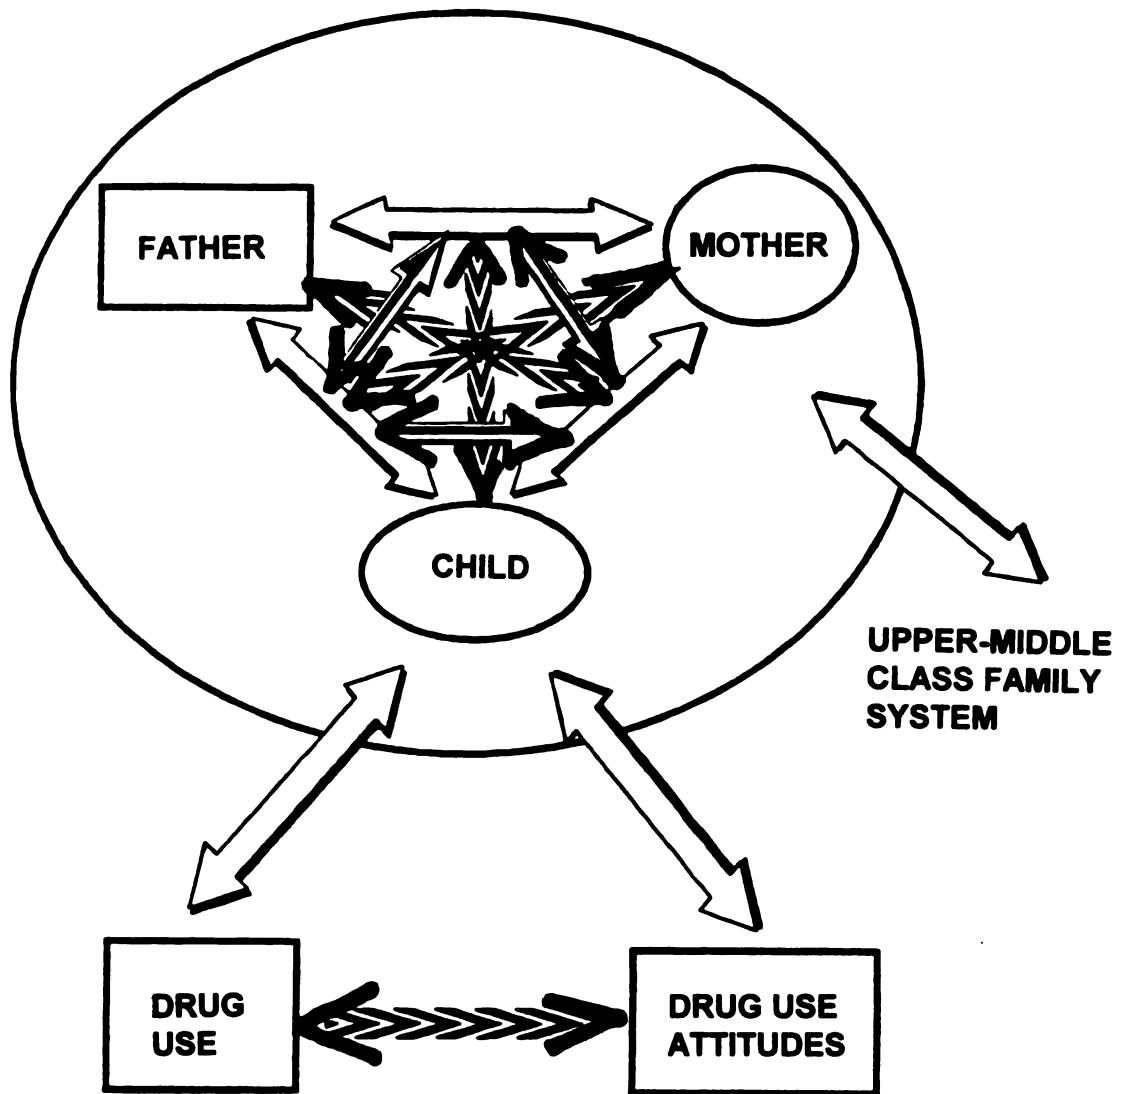 FATHER
MOTHER
CHILD
UPPER-MIDDLE
CLASS FAMILY
SYSTEM
DRUG
USE
DRUG USE
ATTITUDES